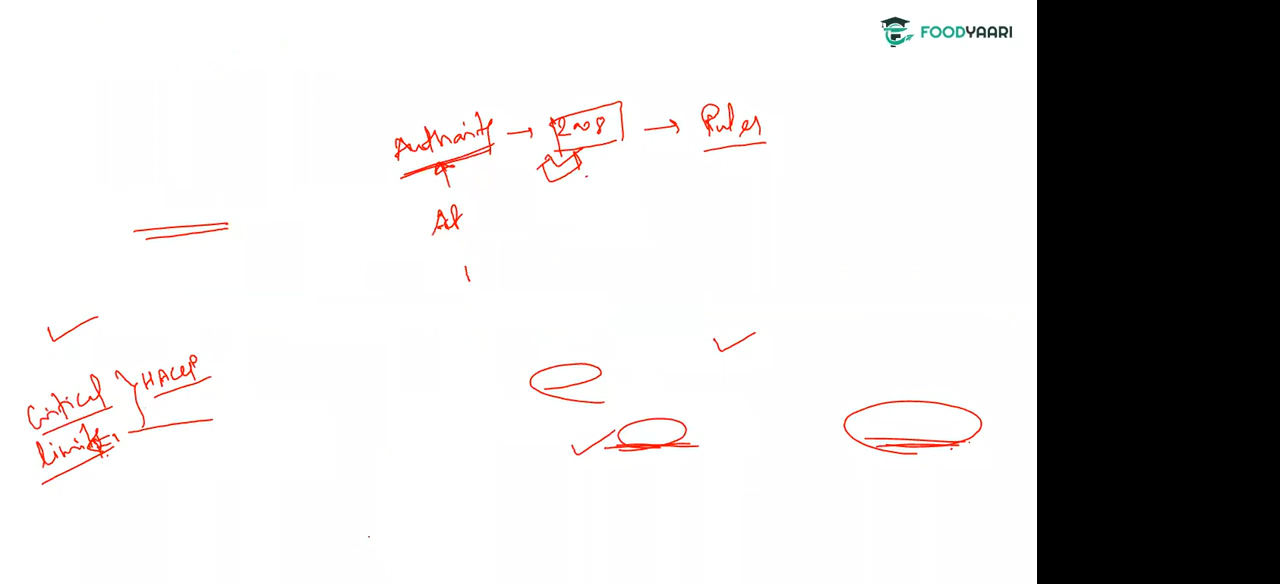 FOODYAARI
Authority → 2008 → Rules
Act
Critical } HACCP
limits